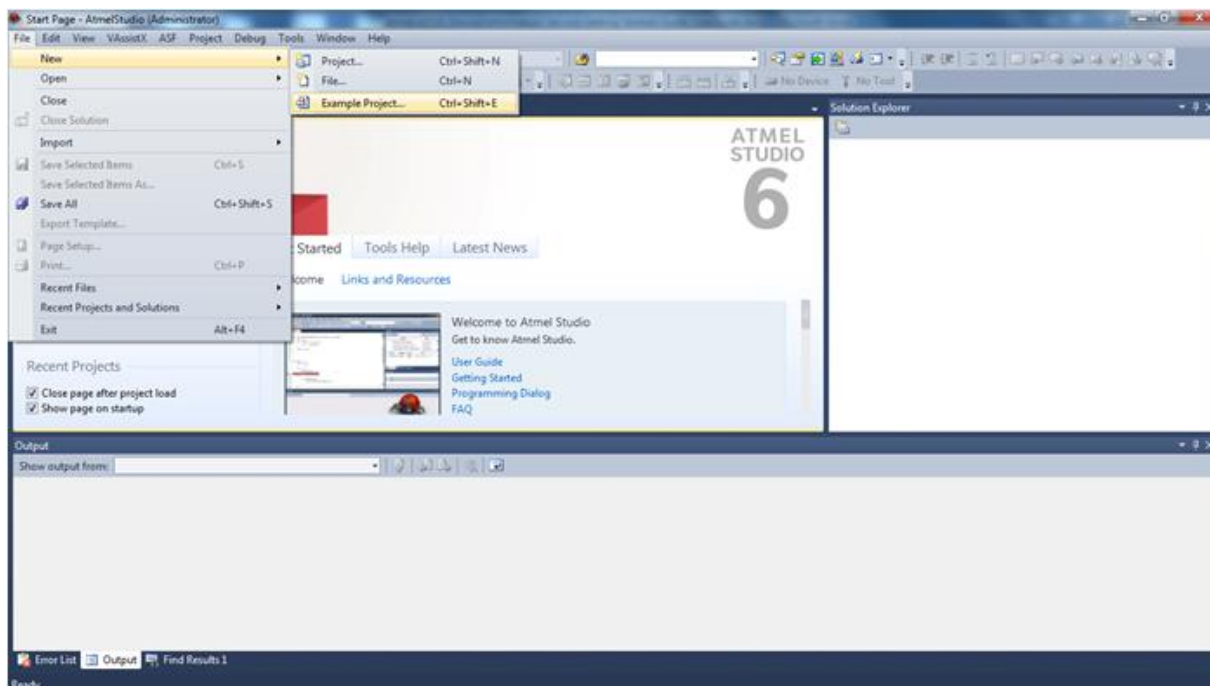 Start Page - AtmelStudio (Administrator)
File Edit View VAssistX ASF Project Debug Tools Window Help
New
Project... Ctrl+Shift+N
File... Ctrl+N
Example Project... Ctrl+Shift+E
No Device No Tool
Open
Close
Close Solution
Import
Save Selected Items Ctrl+S
Save Selected Items As...
Save All Ctrl+Shift+S
Export Template...
Page Setup...
Print... Ctrl+P
Recent Files
Recent Projects and Solutions
Exit Alt+F4
Solution Explorer
ATMEL
STUDIO
6
Started Tools Help Latest News
come Links and Resources
Welcome to Atmel Studio
Get to know Atmel Studio.
User Guide
Getting Started
Programming Dialog
FAQ
Recent Projects
Close page after project load
Show page on startup
Output
Show output from:
Error List Output Find Results 1
Ready